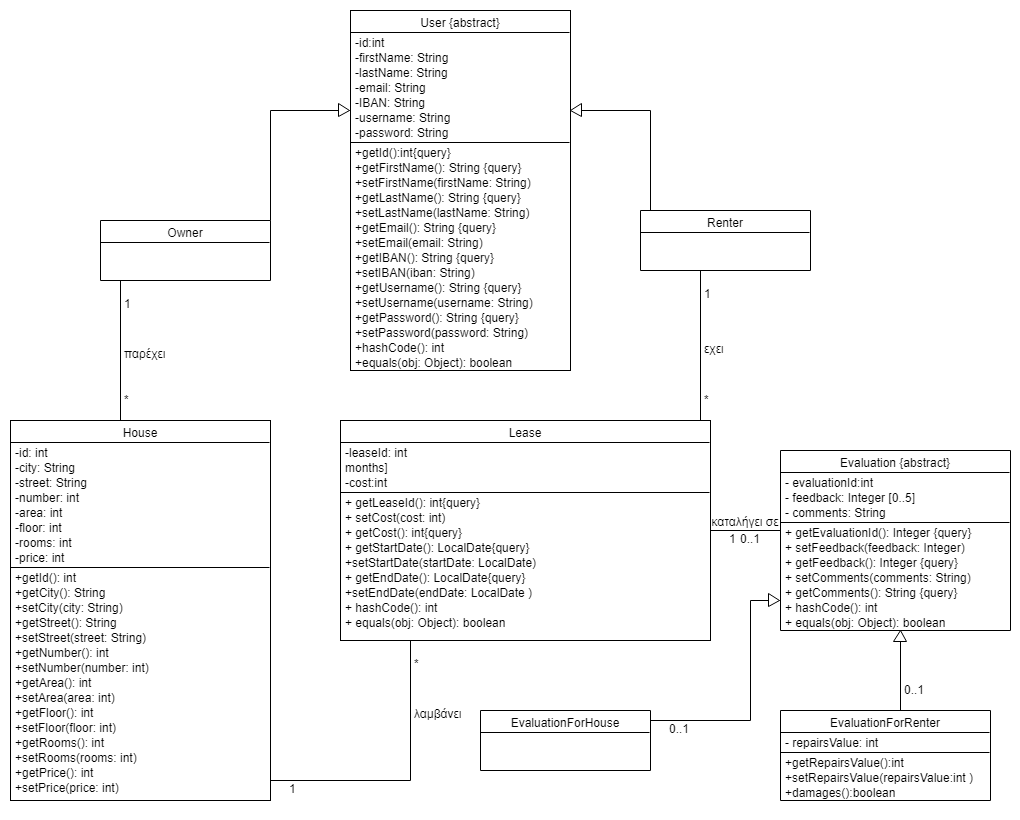 User {abstract}
-id:int
-firstName: String
-lastName: String
-email: String
-IBAN: String
-username: String
-password: String
+getId():int{query}
+getFirstName(): String {query}
+setFirstName(firstName: String)
+getLastName(): String {query}
+setLastName(lastName: String)
+getEmail(): String {query}
+setEmail(email: String)
+getIBAN(): String {query}
+setIBAN(iban: String)
+getUsername(): String {query}
+setUsername(username: String)
+getPassword(): String {query}
+setPassword(password: String)
+hashCode(): int
+equals(obj: Object): boolean
Owner
Renter
1
παρέχει
*
1
εχει
*
House
-id: int
-city: String
-street: String
-number: int
-area: int
-floor: int
-rooms: int
-price: int
+getId(): int
+getCity(): String
+setCity(city: String)
+getStreet(): String
+setStreet(street: String)
+getNumber(): int
+setNumber(number: int)
+getArea(): int
+setArea(area: int)
+getFloor(): int
+setFloor(floor: int)
+getRooms(): int
+setRooms(rooms: int)
+getPrice(): int
+setPrice(price: int)
Lease
-leaseId: int
months]
-cost:int
+ getLeaseId(): int{query}
+ setCost(cost: int)
+ getCost(): int{query}
+ getStartDate(): LocalDate{query}
+setStartDate(startDate: LocalDate)
+ getEndDate(): LocalDate{query}
+setEndDate(endDate: LocalDate )
+ hashCode(): int
+ equals(obj: Object): boolean
καταλήγει σε
1 0..1
Evaluation {abstract}
- evaluationId:int
- feedback: Integer [0..5]
- comments: String
+ getEvaluationId(): Integer {query}
+ setFeedback(feedback: Integer)
+ getFeedback(): Integer {query}
+ setComments(comments: String)
+ getComments(): String {query}
+ hashCode(): int
+ equals(obj: Object): boolean
*
λαμβάνει
1
EvaluationForHouse
0..1
0..1
EvaluationForRenter
- repairsValue: int
+getRepairsValue():int
+setRepairsValue(repairsValue:int )
+damages():boolean